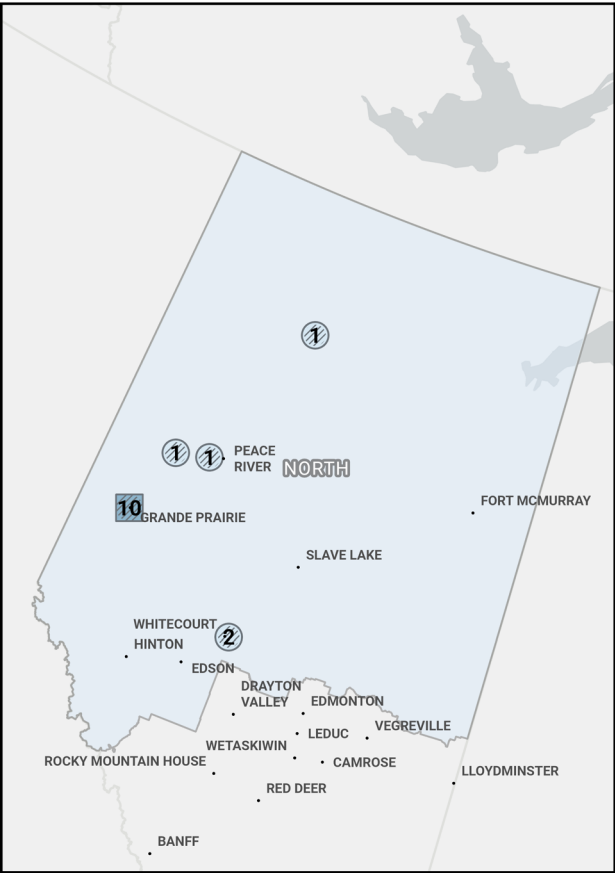 1
1
1
PEACE
RIVER
NORTH
10
GRANDE PRAIRIE
FORT MCMURRAY
SLAVE LAKE
WHITECOURT
2
HINTON
EDSON
DRAYTON
VALLEY
EDMONTON
VEGREVILLE
LEDUC
WETASKIWIN
ROCKY MOUNTAIN HOUSE
CAMROSE
LLOYDMINSTER
RED DEER
BANFF